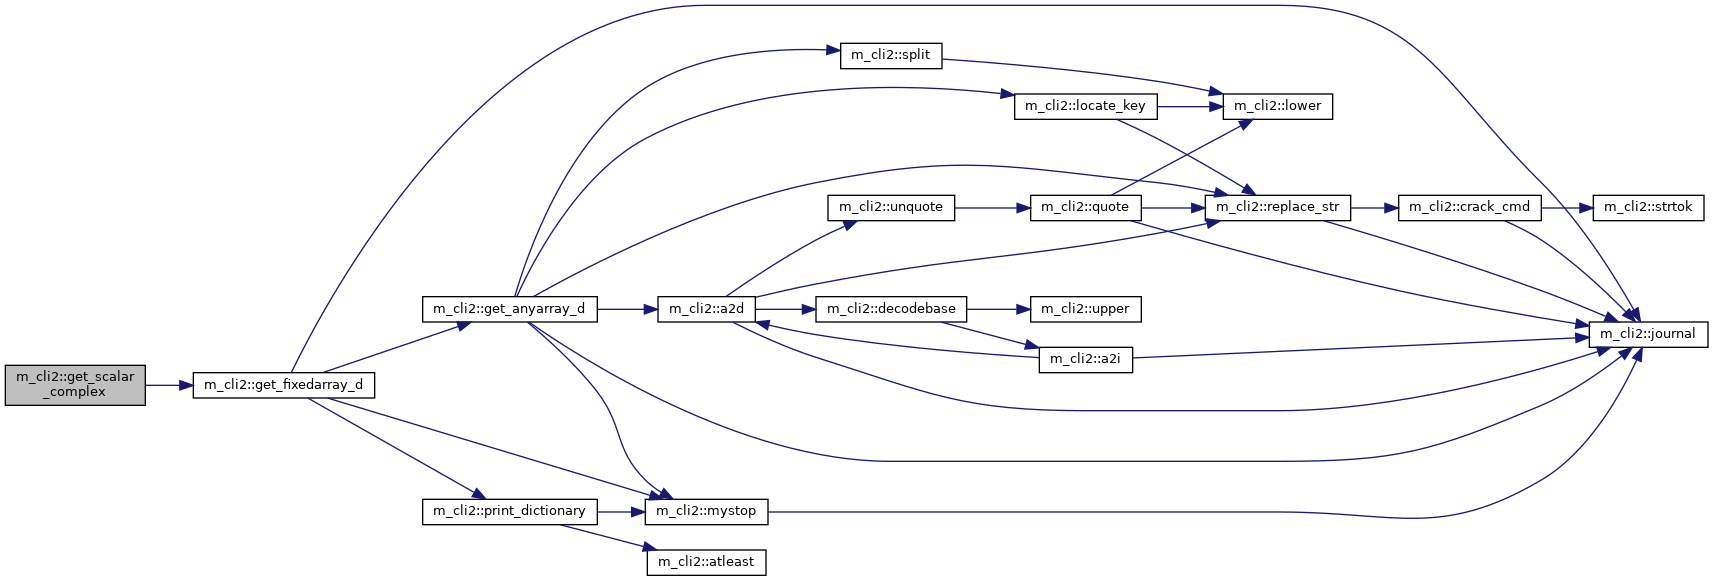 m_cli2::get_scalar
_complex
m_cli2::get_fixedarray_d
m_cli2::get_anyarray_d
m_cli2::print_dictionary
m_cli2::split
m_cli2::locate_key
m_cli2::lower
m_cli2::unquote
m_cli2::quote
m_cli2::replace_str
m_cli2::crack_cmd
m_cli2::strtok
m_cli2::a2d
m_cli2::decodebase
m_cli2::upper
m_cli2::a2i
m_cli2::journal
m_cli2::mystop
m_cli2::atleast